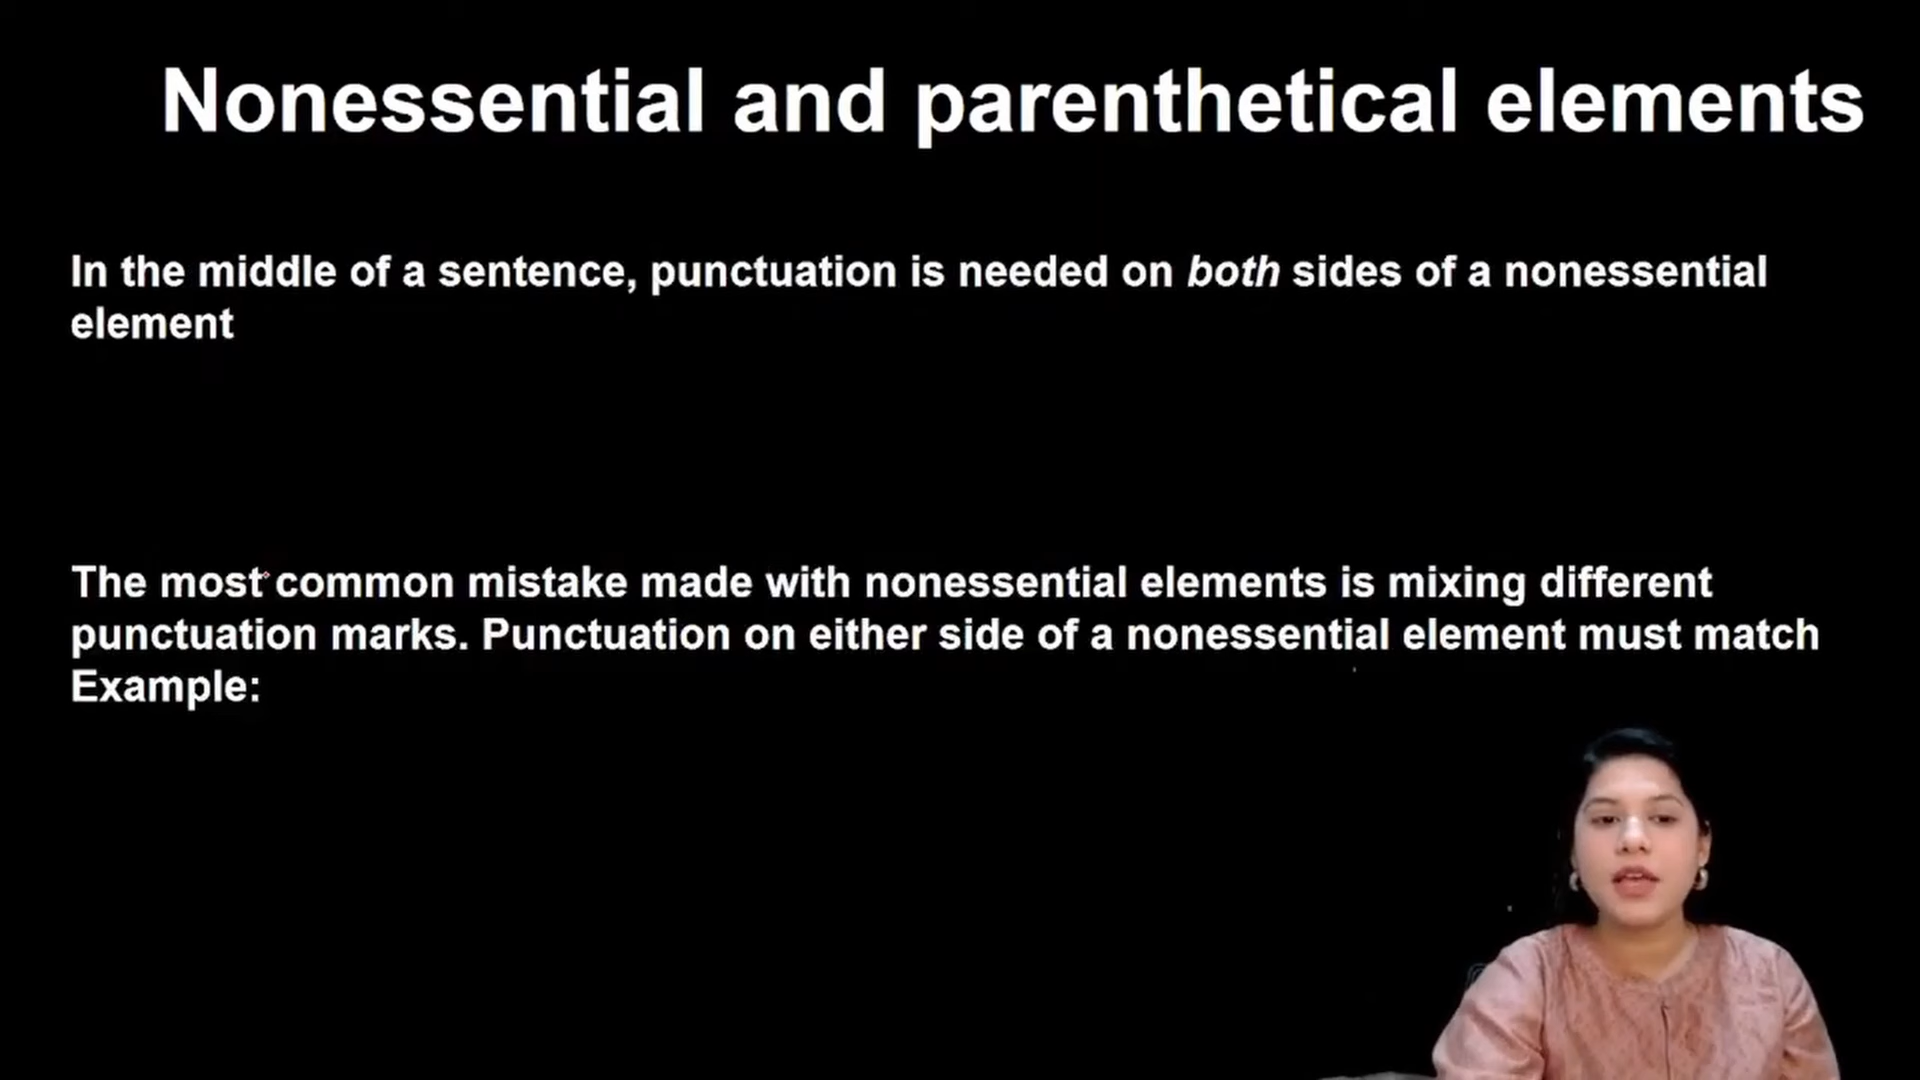 Nonessential and parenthetical elements
In the middle of a sentence, punctuation is needed on both sides of a nonessential
element
The most common mistake made with nonessential elements is mixing different
punctuation marks. Punctuation on either side of a nonessential element must match
Example: